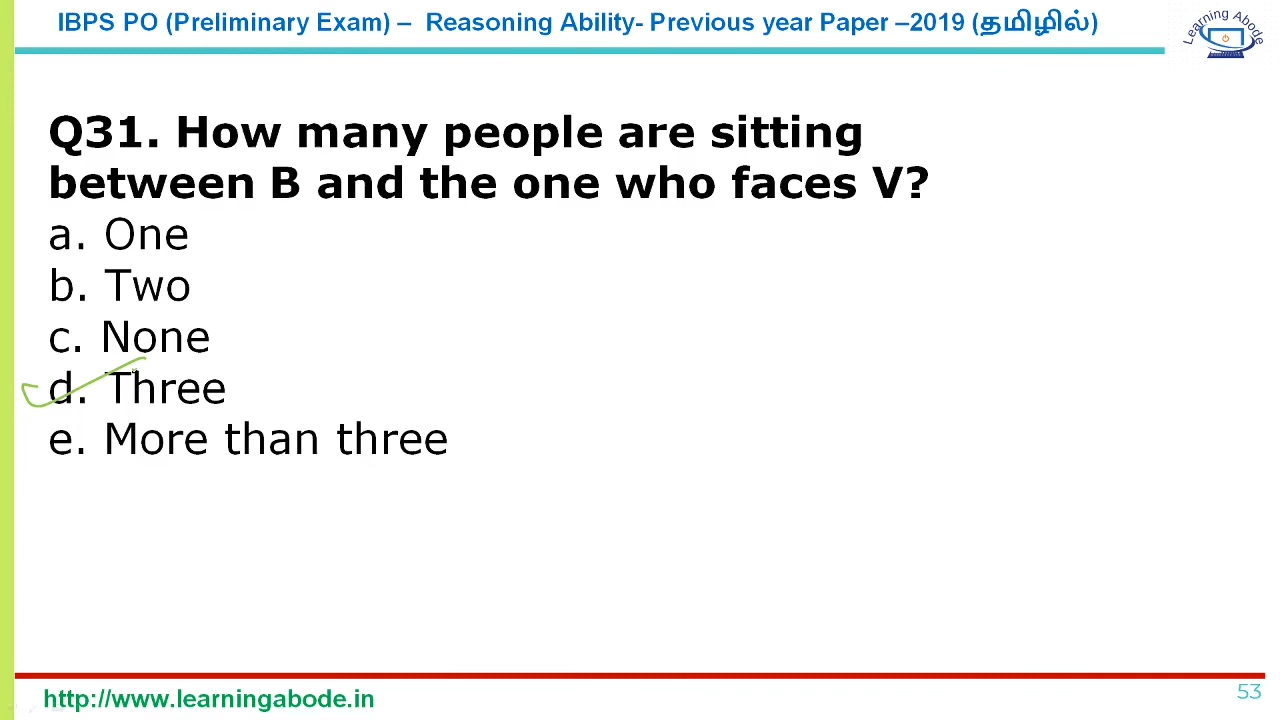 IBPS PO (Preliminary Exam) – Reasoning Ability- Previous year Paper –2019 (தமிழில்)
Learning Abode
Q31. How many people are sitting
between B and the one who faces V?
a. One
b. Two
c. None
d. Three
e. More than three
http://www.learningabode.in
53